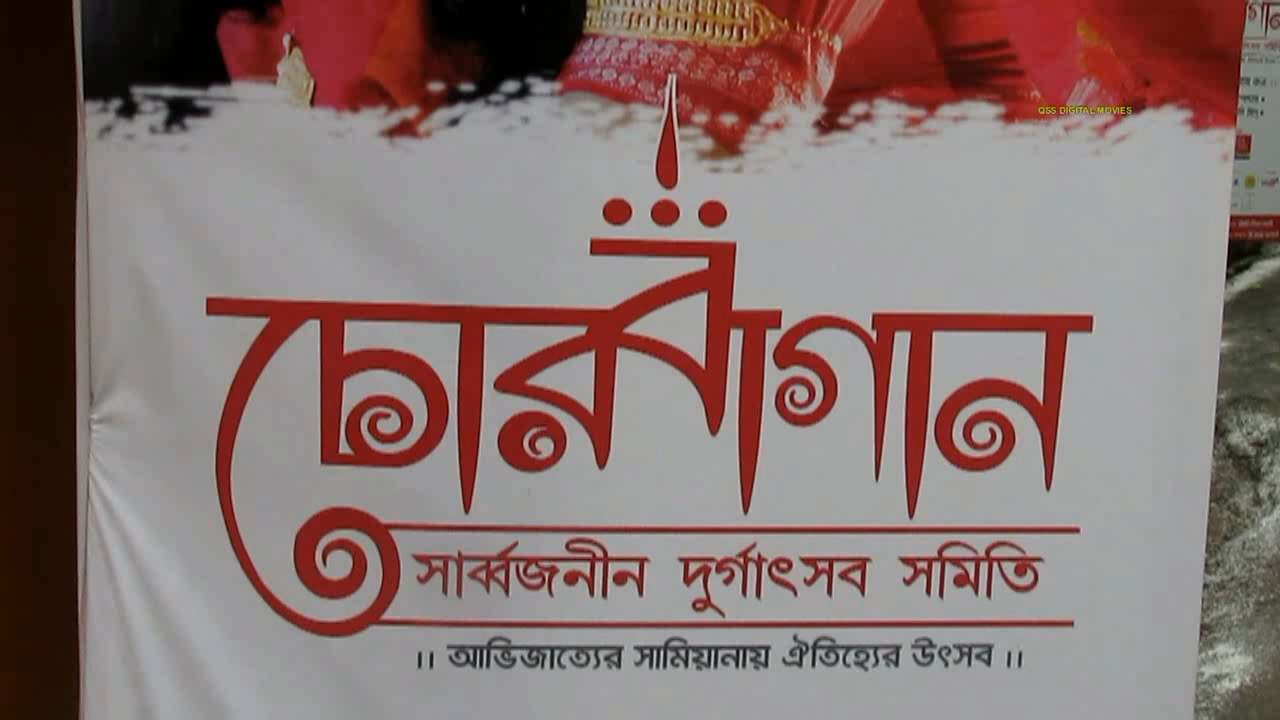 QSS DIGITAL MOVIES
চোরবাগান
সার্ব্বজনীন দুর্গাৎসব সমিতি
।। আভিজাত্যের সামিয়ানায় ঐতিহ্যের উৎসব ।।